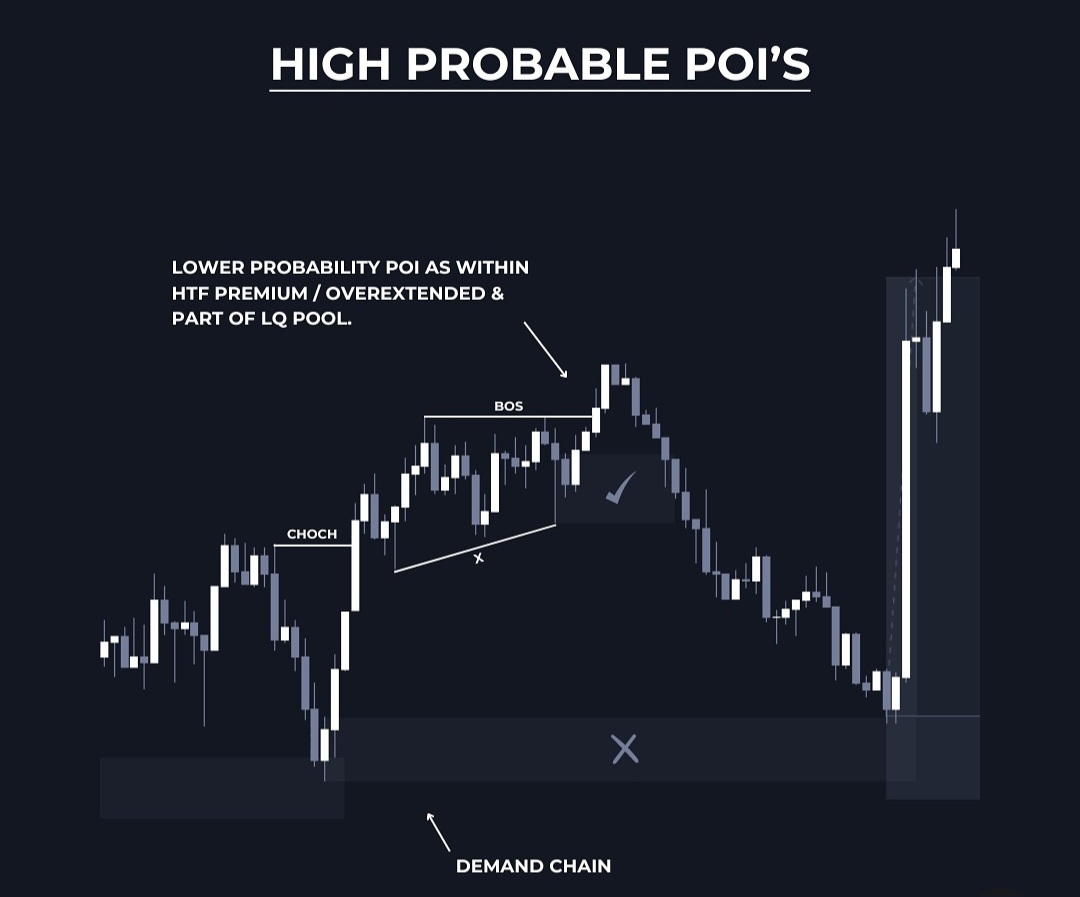 HIGH PROBABLE POI’S
LOWER PROBABILITY POI AS WITHIN
HTF PREMIUM / OVEREXTENDED &
PART OF LQ POOL.
BOS
CHOCH
X
X
DEMAND CHAIN